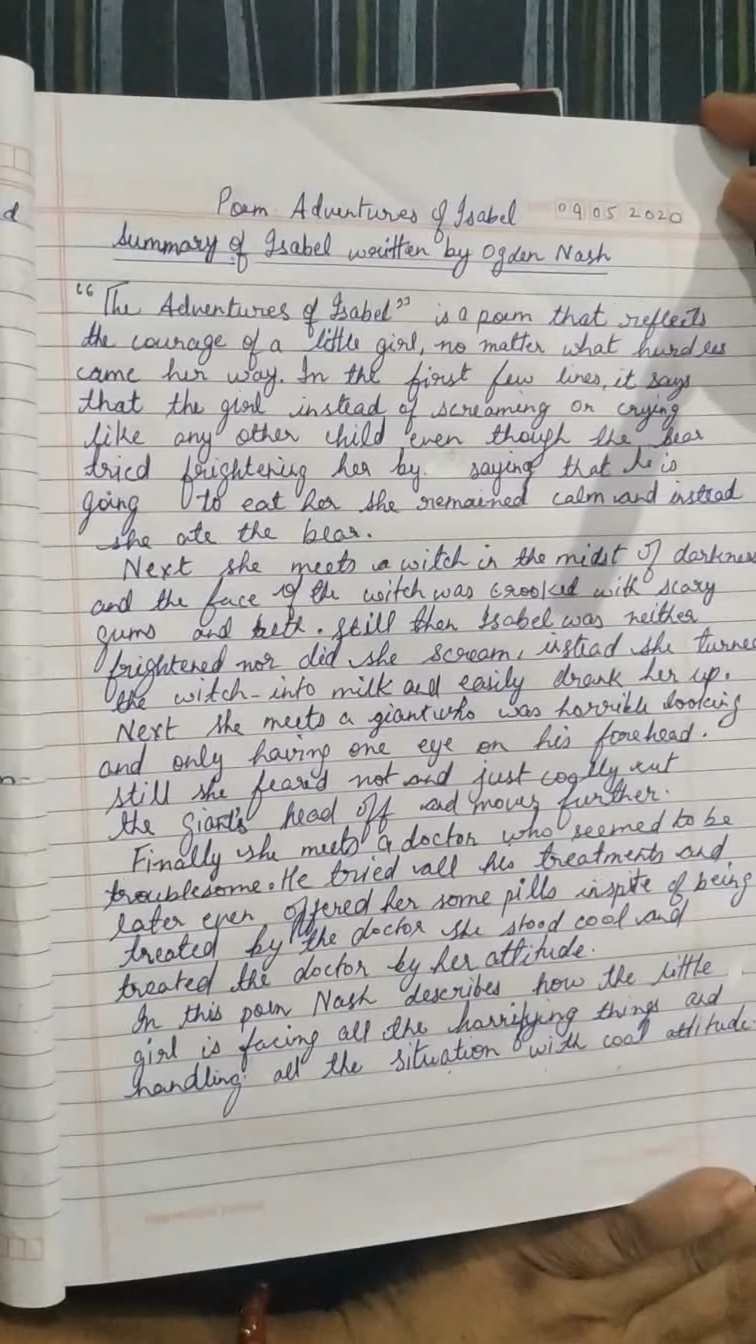 d
Poem Adventures of Isabel 09 05 2020
Summary of Isabel written by Ogden Nash
"The Adventures of Isabel" is a poem that reflects
the courage of a little girl, no matter what hurdles
came her way. In the first few lines, it says
that the girl instead of screaming or crying
like any other child even though the bear
tried frightening her by saying that he is
going to eat her she remained calm and instead
she ate the bear.
Next she meets a witch in the midst of darkness
and the face of the witch was crooked with scary
gums and teeth. Still then Isabel was neither
frightened nor did she scream, instead she turned
the witch into milk and easily drank her up.
Next she meets a giant who was horrible looking
and only having one eye on his forehead.
still she feared not and just coolly cut
the giant's head off and moves further.
Finally she meets a doctor who seemed to be
troublesome. He tried all his treatments and
later even offered her some pills inspite of being
treated by the doctor she stood cool and
treated the doctor by her attitude.
In this poem Nash describes how the little
girl is facing all the horrifying things and
handling all the situation with cool attitude.